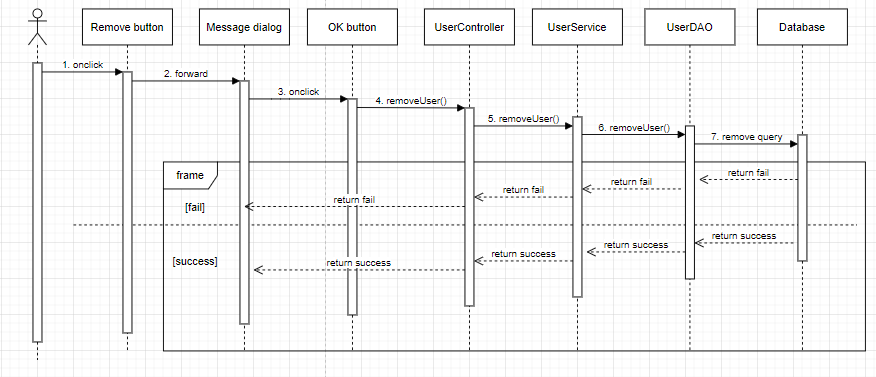 Remove button
Message dialog
OK button
UserController
UserService
UserDAO
Database
1. onclick
2. forward
3. onclick
4. removeUser()
5. removeUser()
6. removeUser()
7. remove query
frame
return fail
return fail
return fail
return fail
[fail]
return success
return success
return success
return success
[success]